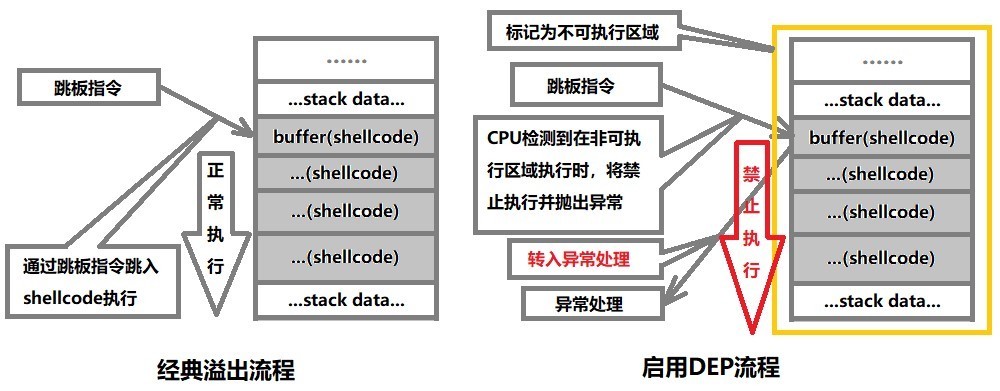 跳板指令
通过跳板指令跳入
shellcode执行
正常执行
......
...stack data...
buffer(shellcode)
...(shellcode)
...(shellcode)
...(shellcode)
...stack data...
经典溢出流程
标记为不可执行区域
跳板指令
CPU检测到在非可执
行区域执行时，将禁
止执行并抛出异常
转入异常处理
异常处理
禁止执行
......
...stack data...
buffer(shellcode)
...(shellcode)
...(shellcode)
...(shellcode)
...stack data...
启用DEP流程